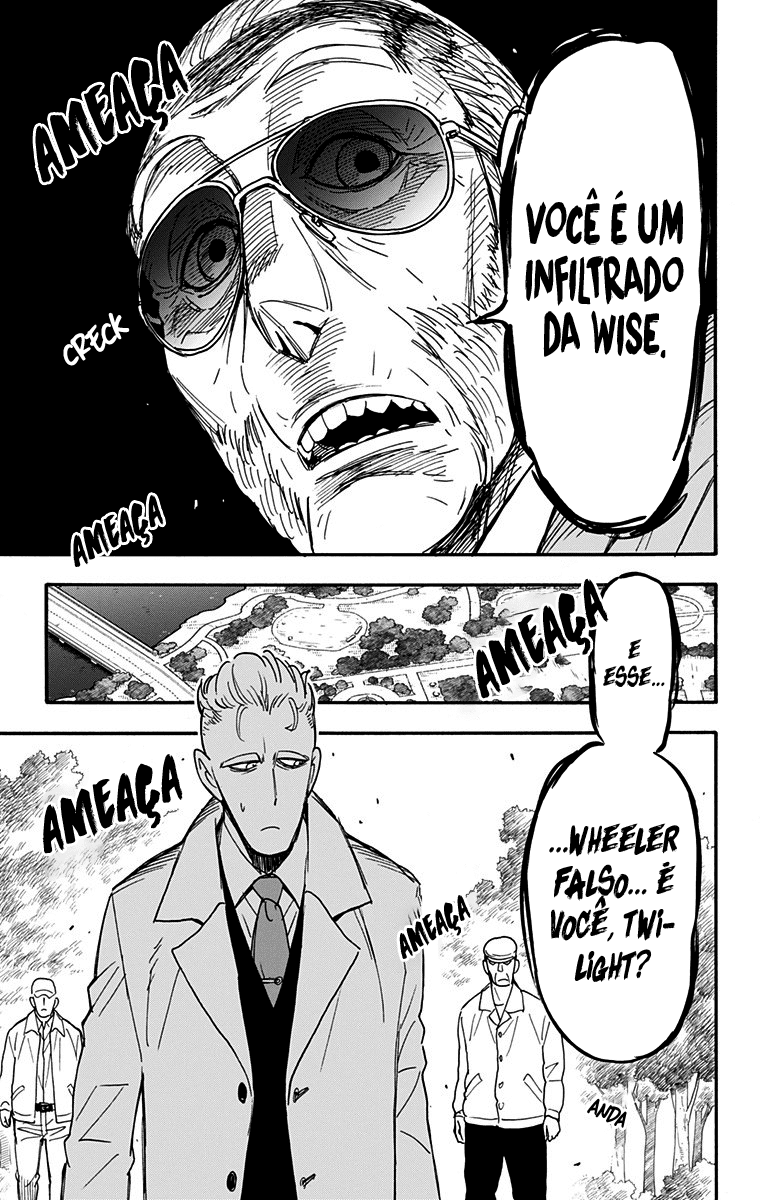 AMEAÇA
VOCÊ É UM
INFILTRADO
DA WISE.
CRECK
AMEAÇA
AMEAÇA
E
ESSE...
AMEAÇA
...WHEELER
FALSO... É
VOCÊ, TWI-
LIGHT?
AMEAÇA
ANDA